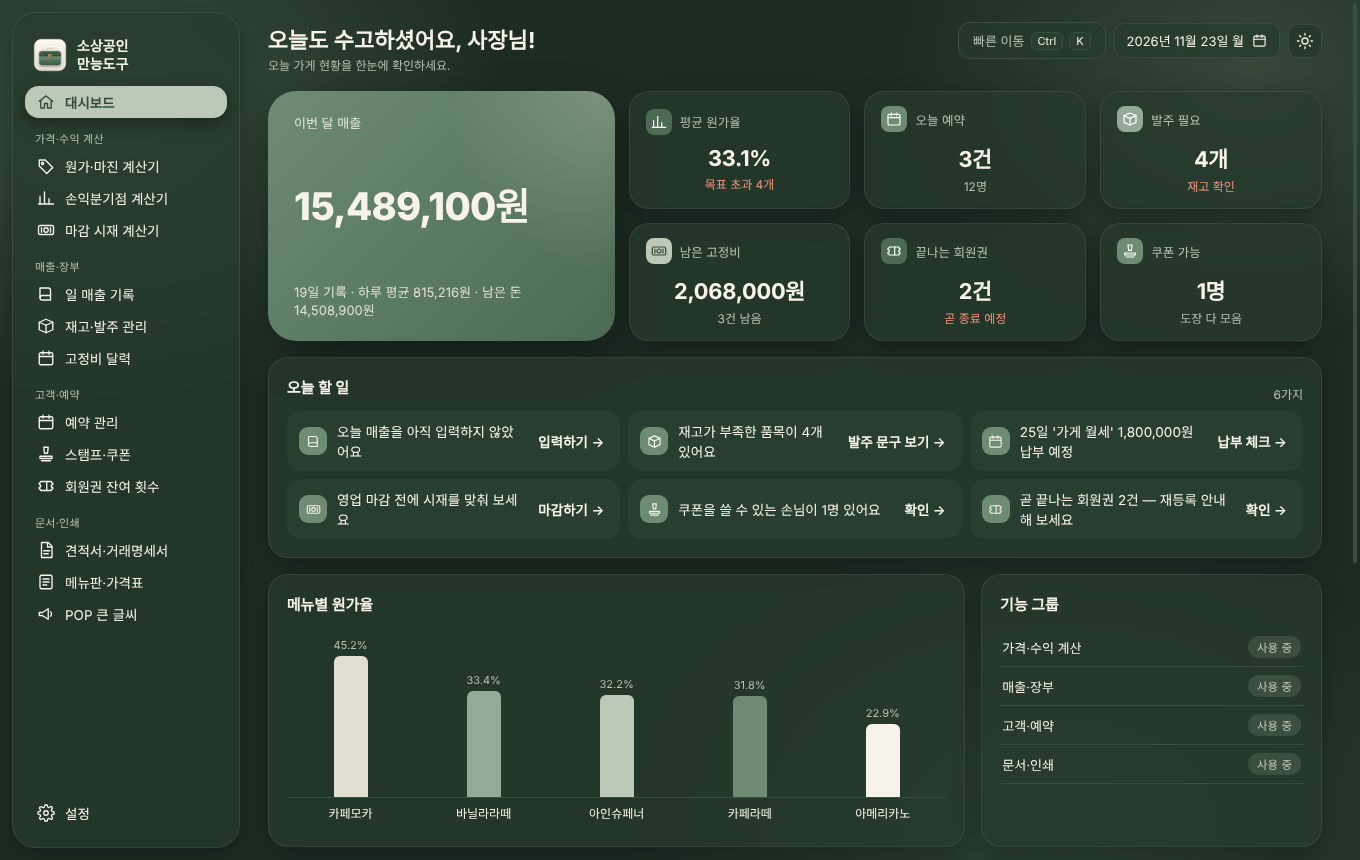 소상공인
만능도구
대시보드
가격·수익 계산
원가·마진 계산기
손익분기점 계산기
마감 시재 계산기
매출·장부
일 매출 기록
재고·발주 관리
고정비 달력
고객·예약
예약 관리
스탬프·쿠폰
회원권 잔여 횟수
문서·인쇄
견적서·거래명세서
메뉴판·가격표
POP 큰 글씨
설정
오늘도 수고하셨어요, 사장님!
오늘 가게 현황을 한눈에 확인하세요.
빠른 이동 Ctrl K
2026년 11월 23일 월
이번 달 매출
15,489,100원
19일 기록 · 하루 평균 815,216원 · 남은 돈
14,508,900원
평균 원가율
33.1%
목표 초과 4개
오늘 예약
3건
12명
발주 필요
4개
재고 확인
남은 고정비
2,068,000원
3건 남음
끝나는 회원권
2건
곧 종료 예정
쿠폰 가능
1명
도장 다 모음
오늘 할 일
6가지
오늘 매출을 아직 입력하지 않았
어요
입력하기 →
재고가 부족한 품목이 4개
있어요
발주 문구 보기 →
25일 '가게 월세' 1,800,000원
납부 예정
납부 체크 →
영업 마감 전에 시재를 맞춰 보세
요
마감하기 →
쿠폰을 쓸 수 있는 손님이 1명 있어요
확인 →
곧 끝나는 회원권 2건 — 재등록 안내
해 보세요
확인 →
메뉴별 원가율
45.2%
33.4%
32.2%
31.8%
22.9%
카페모카
바닐라라떼
아인슈페너
카페라떼
아메리카노
기능 그룹
가격·수익 계산 사용 중
매출·장부 사용 중
고객·예약 사용 중
문서·인쇄 사용 중